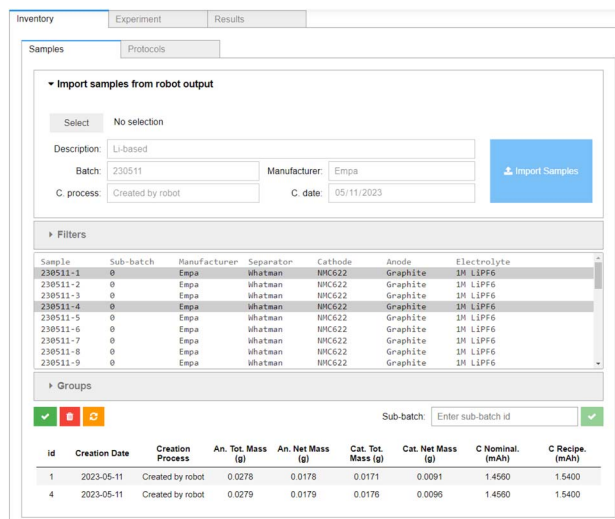 Inventory Experiment Results
Samples Protocols
Import samples from robot output
Select No selection
Description: Li-based
Batch: 230511 Manufacturer: Empa
C. process: Created by robot C. date: 05/11/2023
Import Samples
Filters
Sample Sub-batch Manufacturer Separator Cathode Anode Electrolyte
230511-1 0 Empa Whatman NMC622 Graphite 1M LiPF6
230511-2 0 Empa Whatman NMC622 Graphite 1M LiPF6
230511-3 0 Empa Whatman NMC622 Graphite 1M LiPF6
230511-4 0 Empa Whatman NMC622 Graphite 1M LiPF6
230511-5 0 Empa Whatman NMC622 Graphite 1M LiPF6
230511-6 0 Empa Whatman NMC622 Graphite 1M LiPF6
230511-7 0 Empa Whatman NMC622 Graphite 1M LiPF6
230511-8 0 Empa Whatman NMC622 Graphite 1M LiPF6
230511-9 0 Empa Whatman NMC622 Graphite 1M LiPF6
Groups
Sub-batch: Enter sub-batch id
id Creation Date Creation Process An. Tot. Mass (g) An. Net Mass (g) Cat. Tot. Mass (g) Cat. Net Mass (g) C Nominal. (mAh) C Recipe. (mAh)
1 2023-05-11 Created by robot 0.0278 0.0178 0.0171 0.0091 1.4560 1.5400
4 2023-05-11 Created by robot 0.0279 0.0179 0.0176 0.0096 1.4560 1.5400